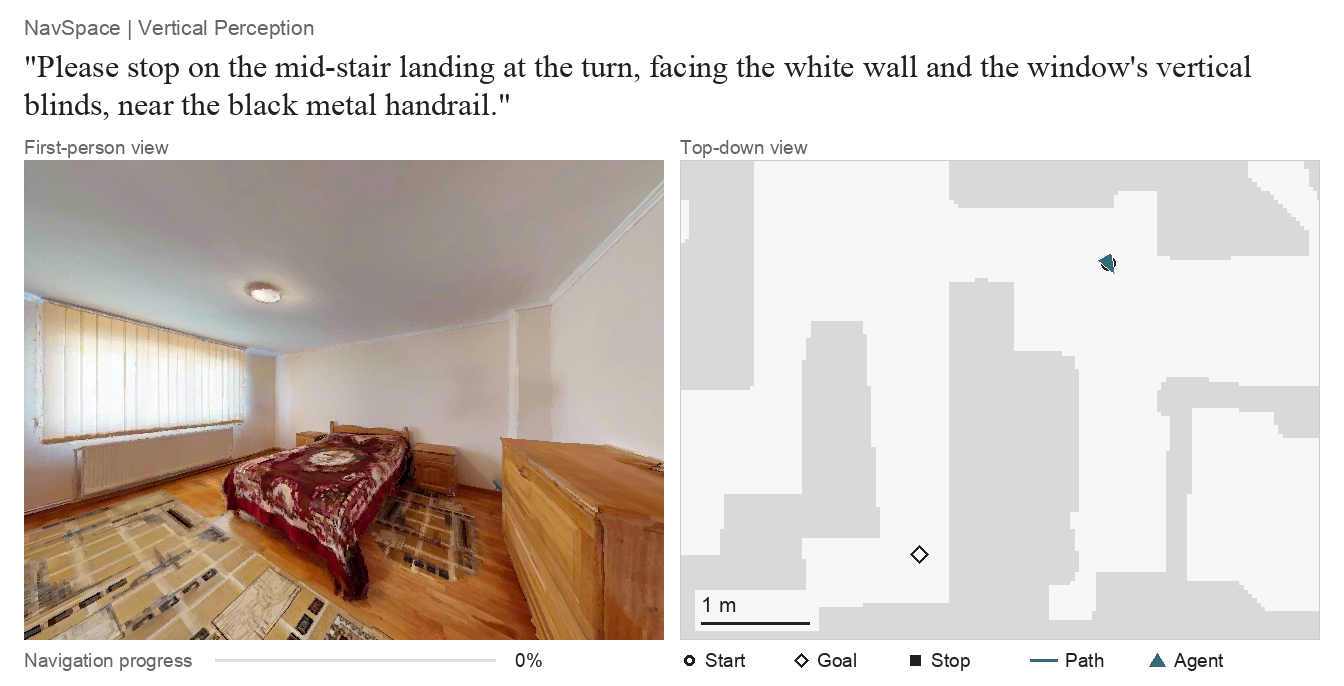 NavSpace | Vertical Perception
"Please stop on the mid-stair landing at the turn, facing the white wall and the window's vertical
blinds, near the black metal handrail."
First-person view
Top-down view
1 m
Navigation progress
0%
Start
Goal
Stop
Path
Agent